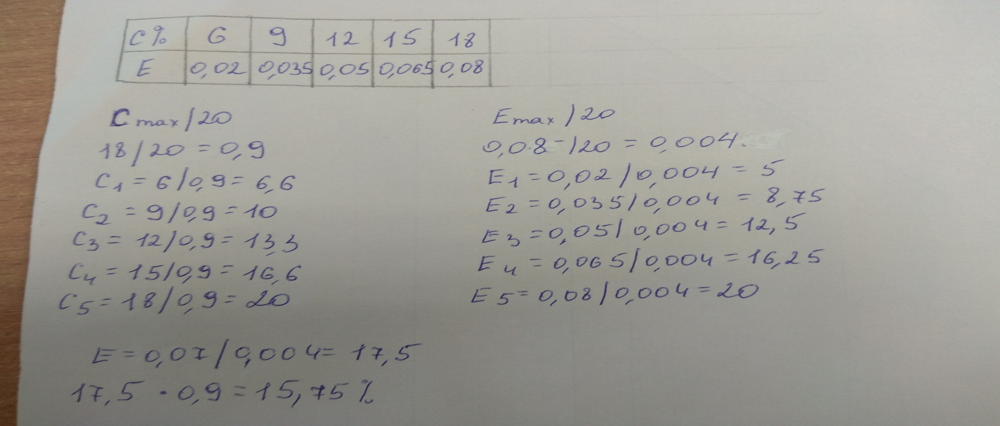 C% 6 9 12 15 18
E 0,02 0,035 0,05 0,065 0,08
Cmax/20
18/20 = 0,9
C1 = 6/0,9 = 6,6
C2 = 9/0,9 = 10
C3 = 12/0,9 = 13,3
C4 = 15/0,9 = 16,6
C5 = 18/0,9 = 20
Emax/20
0,08/20 = 0,004
E1 = 0,02/0,004 = 5
E2 = 0,035/0,004 = 8,75
E3 = 0,05/0,004 = 12,5
E4 = 0,065/0,004 = 16,25
E5 = 0,08/0,004 = 20
E = 0,07/0,004 = 17,5
17,5 · 0,9 = 15,75%